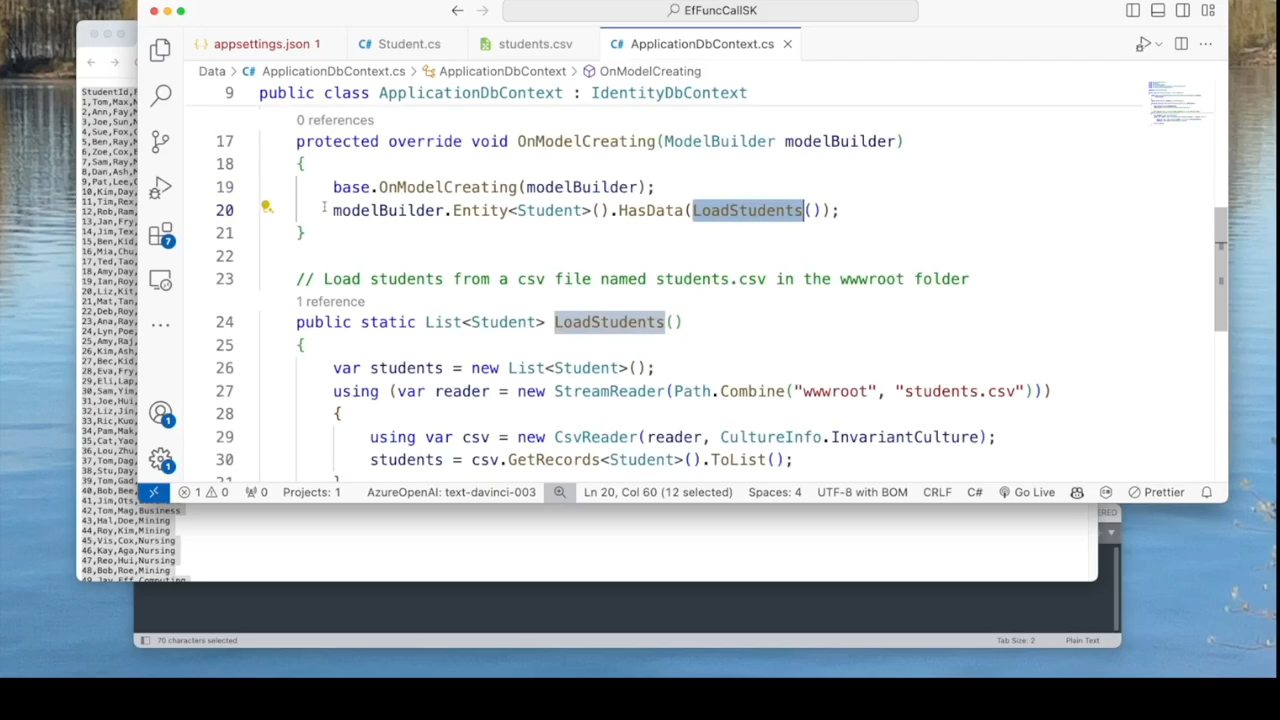 EfFuncCallSK
appsettings.json 1
Student.cs
students.csv
ApplicationDbContext.cs
Data > ApplicationDbContext.cs > ApplicationDbContext > OnModelCreating
9 public class ApplicationDbContext : IdentityDbContext
0 references
17 protected override void OnModelCreating(ModelBuilder modelBuilder)
18 {
19 base.OnModelCreating(modelBuilder);
20 modelBuilder.Entity<Student>().HasData(LoadStudents());
21 }
22
23 // Load students from a csv file named students.csv in the wwwroot folder
1 reference
24 public static List<Student> LoadStudents()
25 {
26 var students = new List<Student>();
27 using (var reader = new StreamReader(Path.Combine("wwwroot", "students.csv")))
28 {
29 using var csv = new CsvReader(reader, CultureInfo.InvariantCulture);
30 students = csv.GetRecords<Student>().ToList();
7
1
1
1 0 0 Projects: 1 AzureOpenAI: text-davinci-003 Ln 20, Col 60 (12 selected) Spaces: 4 UTF-8 with BOM CRLF C# Go Live Prettier
StudentId,
1,Tom,Max,
2,Ann,Fay,
3,Joe,Sun,
4,Sue,Fox,
5,Ben,Ray,
6,Zoe,Cox,
7,Sam,Ray,
8,Dan,Ash,
9,Pat,Lee,
10,Kim,Day,
11,Tim,Rex,
12,Rob,Ram,
13,Jan,Fry,
14,Jim,Tex,
15,Ben,Kid,
16,Mia,Chu,
17,Ted,Tao,
18,Amy,Day,
19,Ian,Roy,
20,Liz,Kit,
21,Mat,Tan,
22,Deb,Roy,
23,Ana,Ray,
24,Lyn,Poe,
25,Amy,Raj,
26,Kim,Ash,
27,Bec,Kid,
28,Eva,Fry,
29,Eli,Lap,
30,Sam,Yim,
31,Joe,Hui,
32,Liz,Jin,
33,Ric,Kuo,
34,Pam,Mak,
35,Cat,Yao,
36,Lou,Zhu,
37,Tom,Dag,
38,Stu,Day,
39,Tom,Gad,
40,Bob,Bee,
41,Jim,Ots,
42,Tom,Mag,Business
43,Hal,Doe,Mining
44,Roy,Kim,Mining
45,Vis,Cox,Nursing
46,Kay,Aga,Nursing
47,Reo,Hui,Nursing
48,Bob,Roe,Mining
49,Jay,Eff,Computing
ERED
70 characters selected
Tab Size: 2
Plain Text